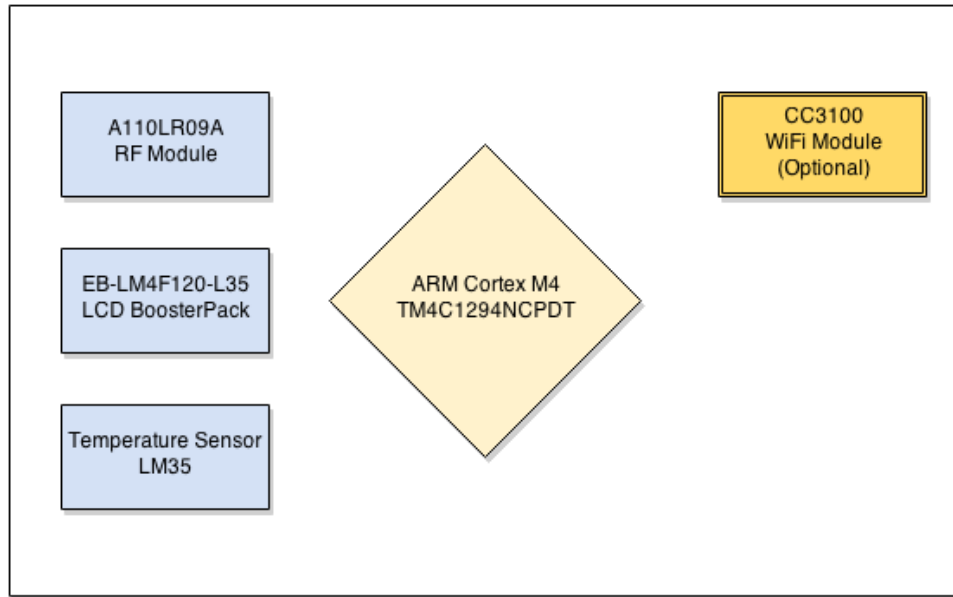 A110LR09A
RF Module
EB-LM4F120-L35
LCD BoosterPack
Temperature Sensor
LM35
ARM Cortex M4
TM4C1294NCPDT
CC3100
WiFi Module
(Optional)